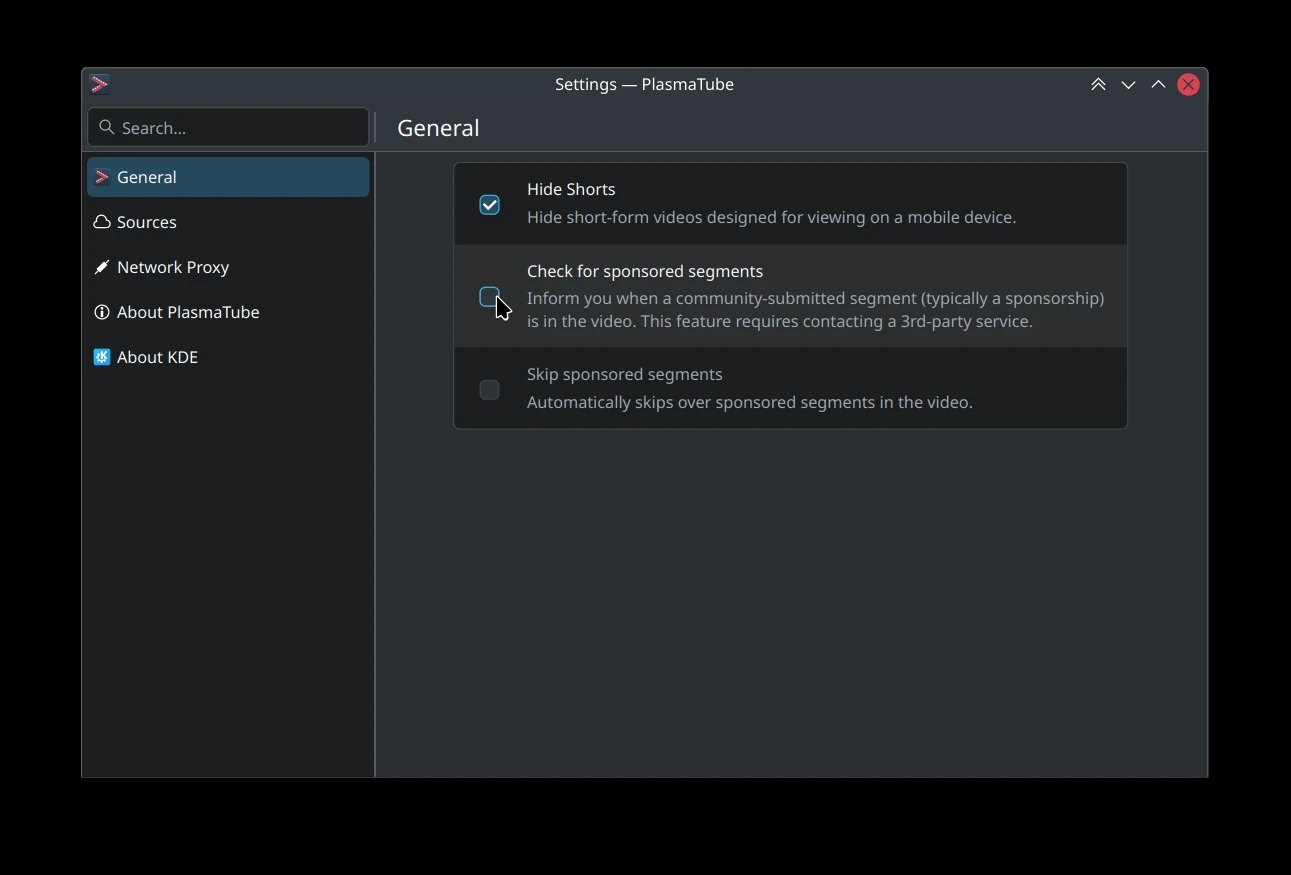 Settings — PlasmaTube
Search...
General
General
Sources
Network Proxy
About PlasmaTube
About KDE
Hide Shorts
Hide short-form videos designed for viewing on a mobile device.
Check for sponsored segments
Inform you when a community-submitted segment (typically a sponsorship)
is in the video. This feature requires contacting a 3rd-party service.
Skip sponsored segments
Automatically skips over sponsored segments in the video.